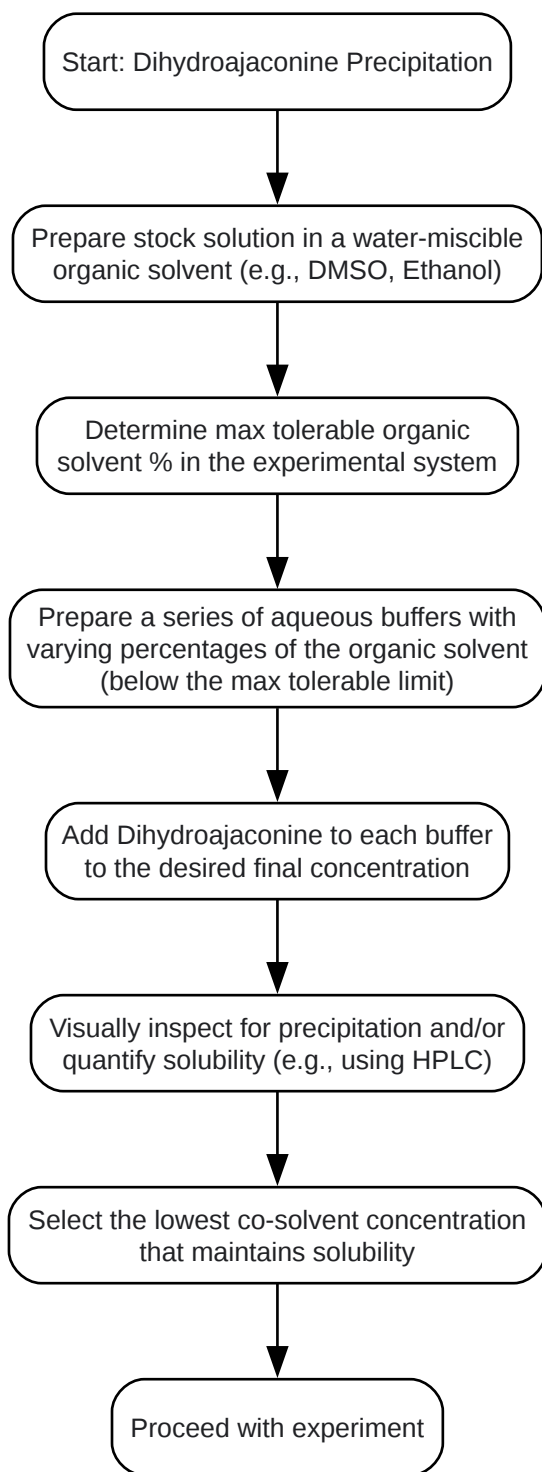 Start: Dihydroajaconine Precipitation
Prepare stock solution in a water-miscible
organic solvent (e.g., DMSO, Ethanol)
Determine max tolerable organic
solvent % in the experimental system
Prepare a series of aqueous buffers with
varying percentages of the organic solvent
(below the max tolerable limit)
Add Dihydroajaconine to each buffer
to the desired final concentration
Visually inspect for precipitation and/or
quantify solubility (e.g., using HPLC)
Select the lowest co-solvent concentration
that maintains solubility
Proceed with experiment